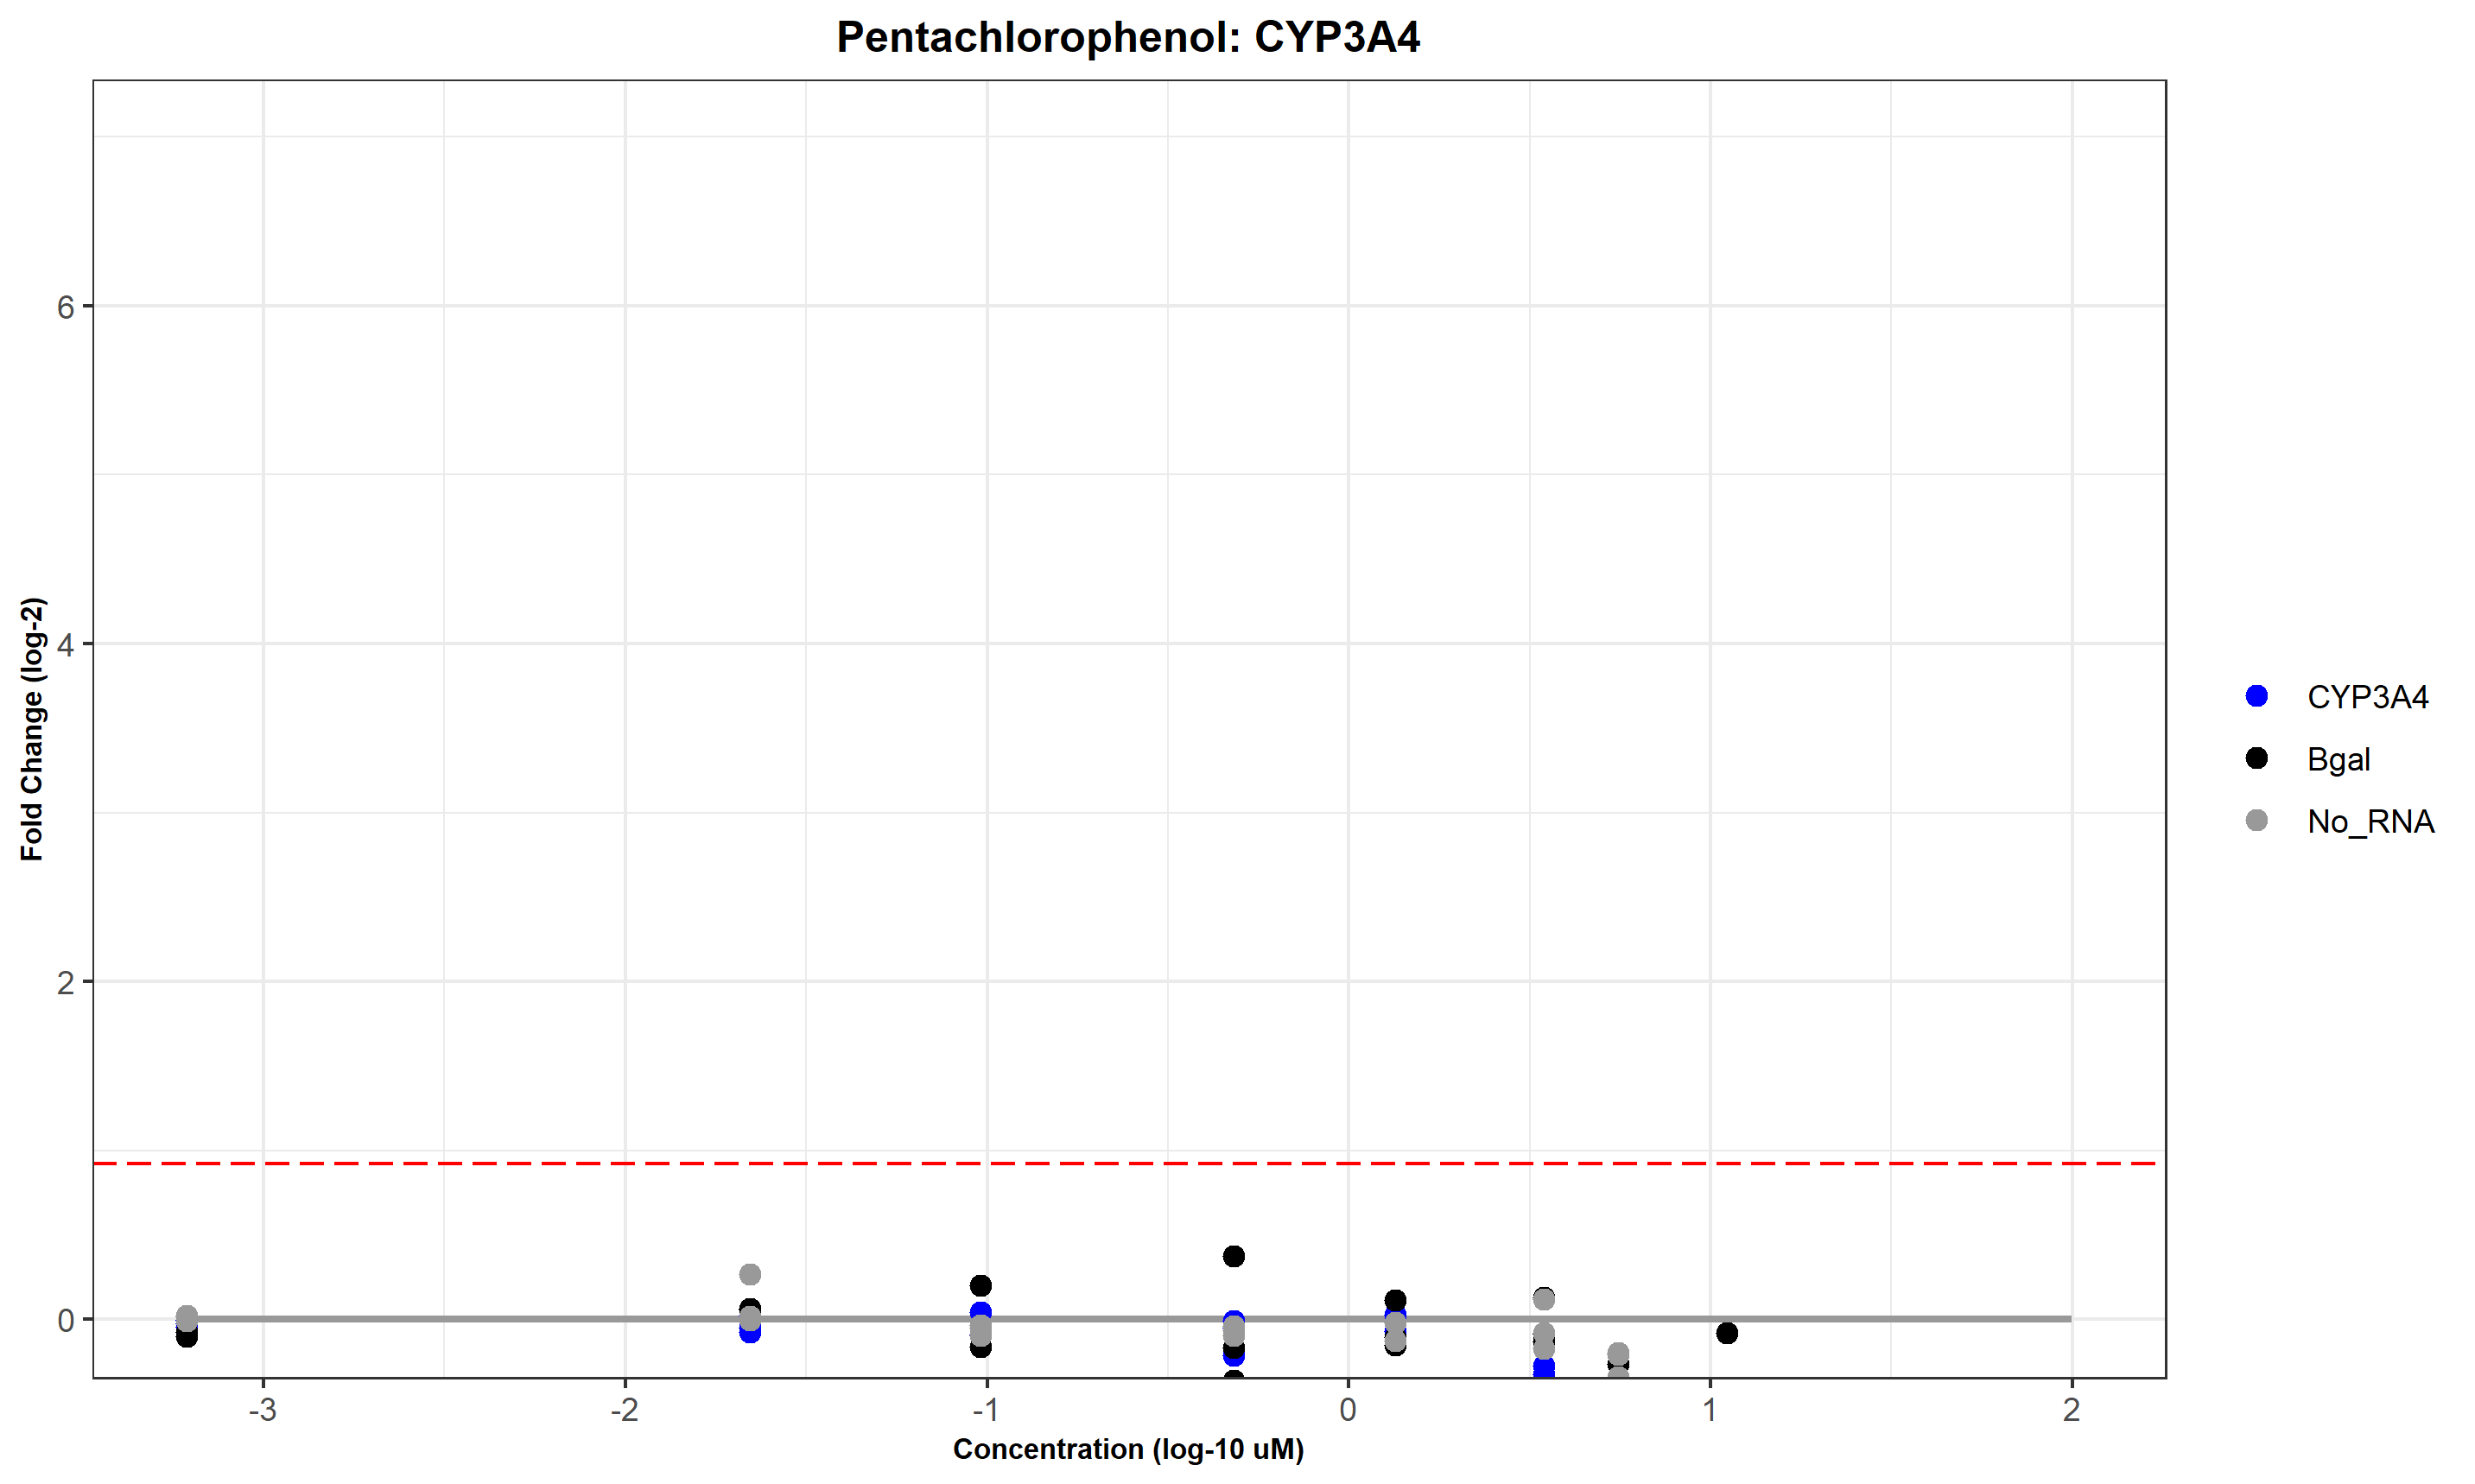 Pentachlorophenol: CYP3A4
Fold Change (log-2)
6
4
2
0
-3
-2
-1
0
1
2
Concentration (log-10 uM)
CYP3A4
Bgal
No_RNA